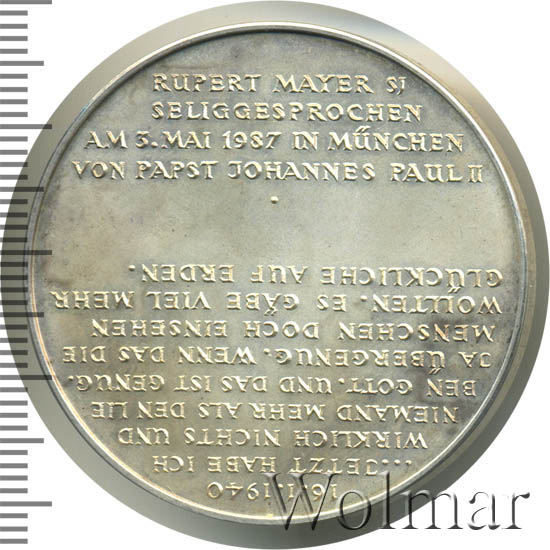 RUPERT MAYER SJ
SELIGGESPROCHEN
AM 3. MAI 1987 IN MÜNCHEN
VON PAPST JOHANNES PAUL II
16.1.1940
...JETZT HABE ICH
WIRKLICH NICHTS UND
NIEMAND MEHR ALS DEN LIE
BEN GOTT. UND DAS IST GENUG,
JA ÜBERGENUG. WENN DAS DIE
MENSCHEN DOCH EINSEHEN
WOLLTEN. ES GÄBE VIEL MEHR
GLÜCKLICHE AUF ERDEN.
Wolmar